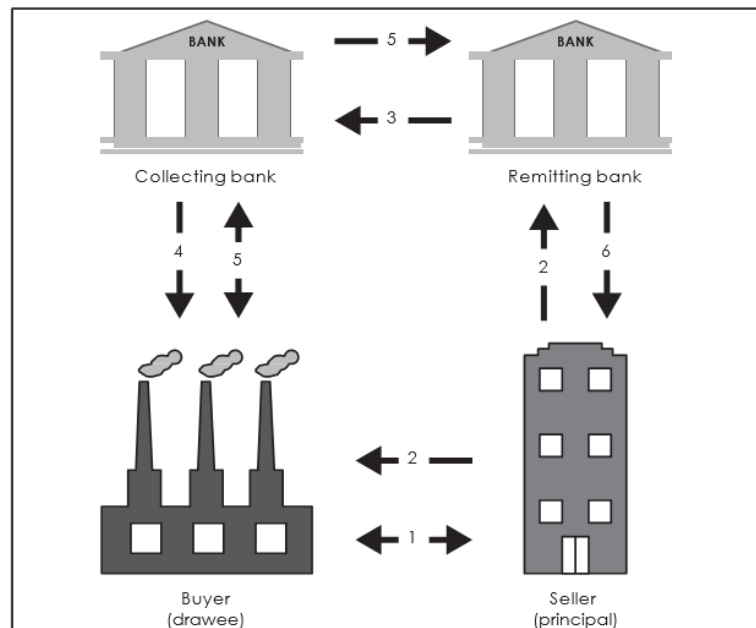 BANK
5
BANK
3
Collecting bank
Remitting bank
4
5
2
6
2
1
Buyer
(drawee)
Seller
(principal)